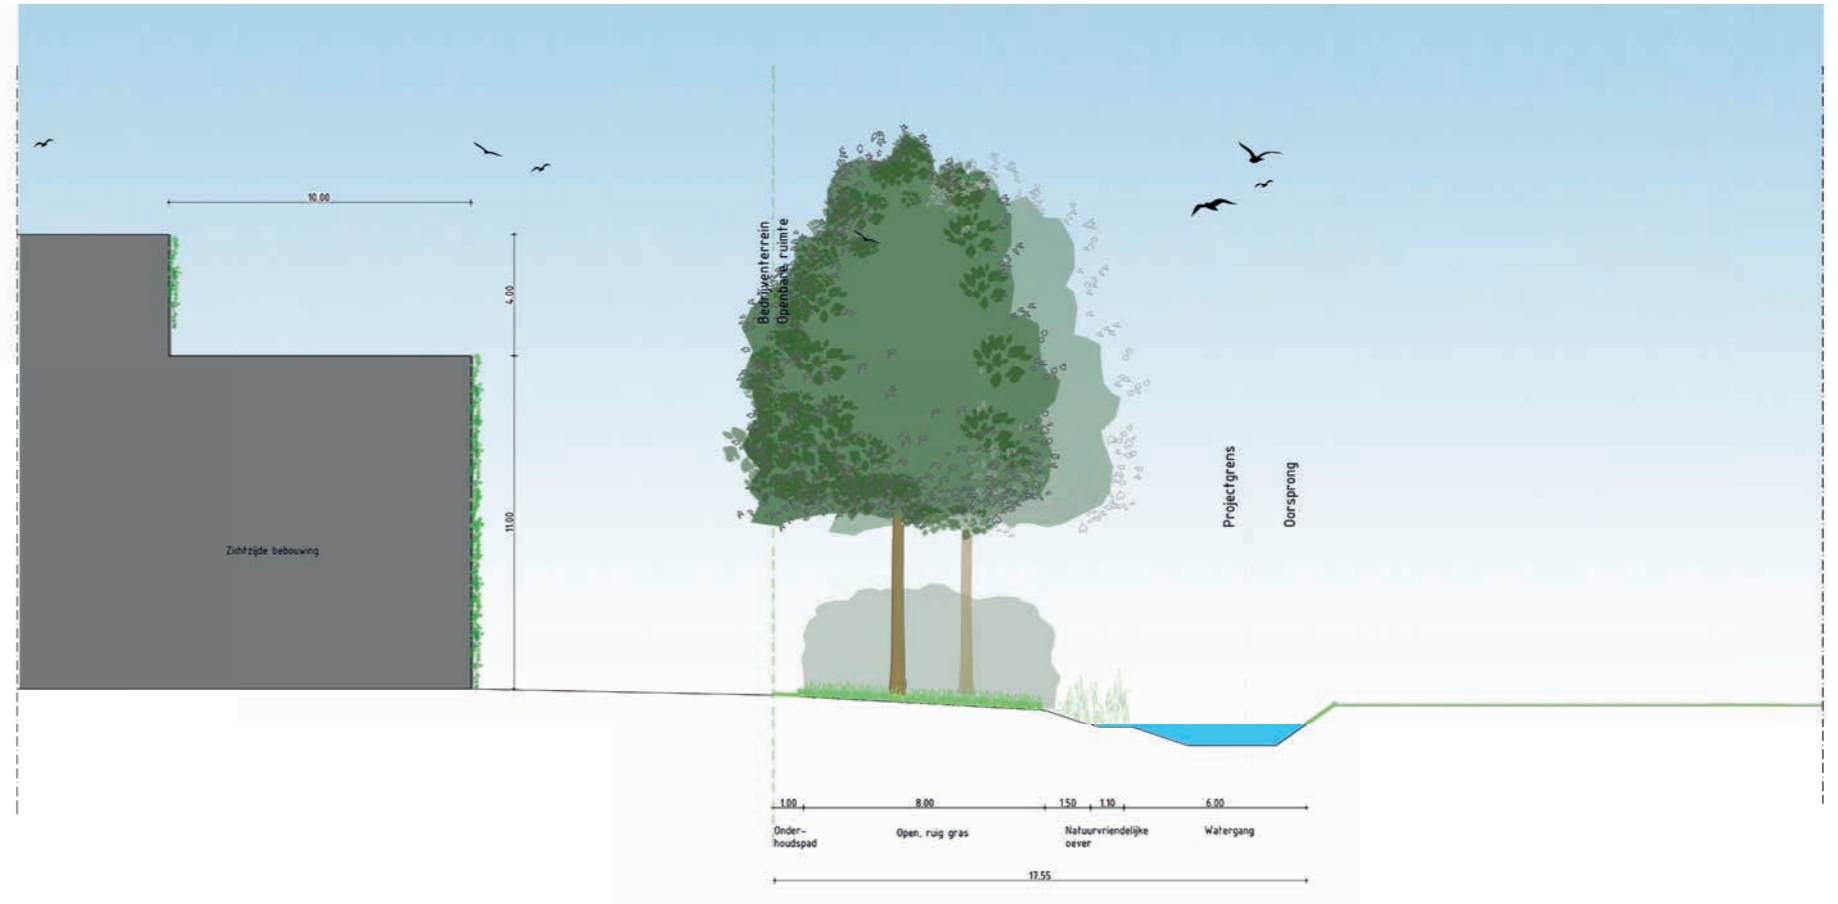 10.00
Bedrijventerrein
Openbare ruimte
4.00
Projectgrens
Oorsprong
11.00
Zichtzijde bebouwing
1.00 8.00 1.50 1.10 6.00
Onder-
houdspad
Open, ruig gras
Natuurvriendelijke
oever
Watergang
17.55